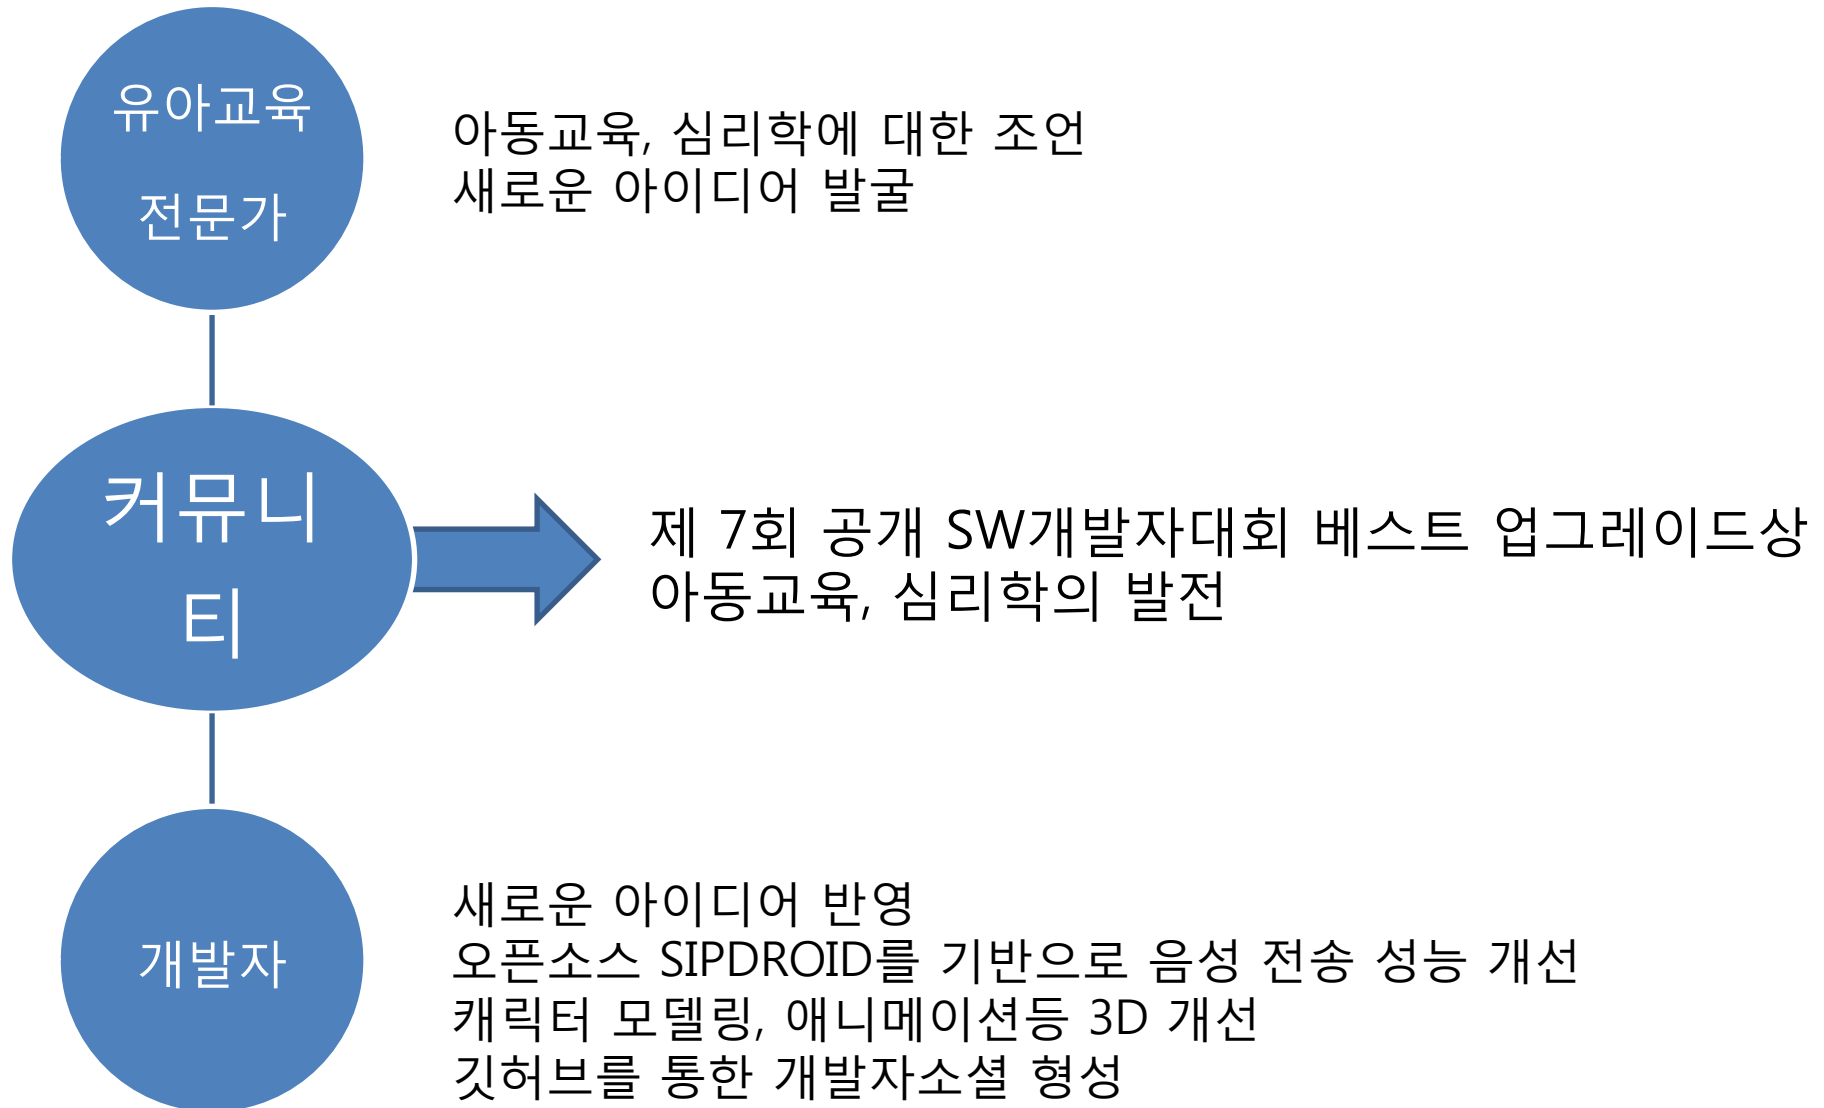 유아교육
전문가
아동교육, 심리학에 대한 조언
새로운 아이디어 발굴
커뮤니
티
제 7회 공개 SW개발자대회 베스트 업그레이드상
아동교육, 심리학의 발전
개발자
새로운 아이디어 반영
오픈소스 SIPDROID를 기반으로 음성 전송 성능 개선
캐릭터 모델링, 애니메이션등 3D 개선
깃허브를 통한 개발자소셜 형성